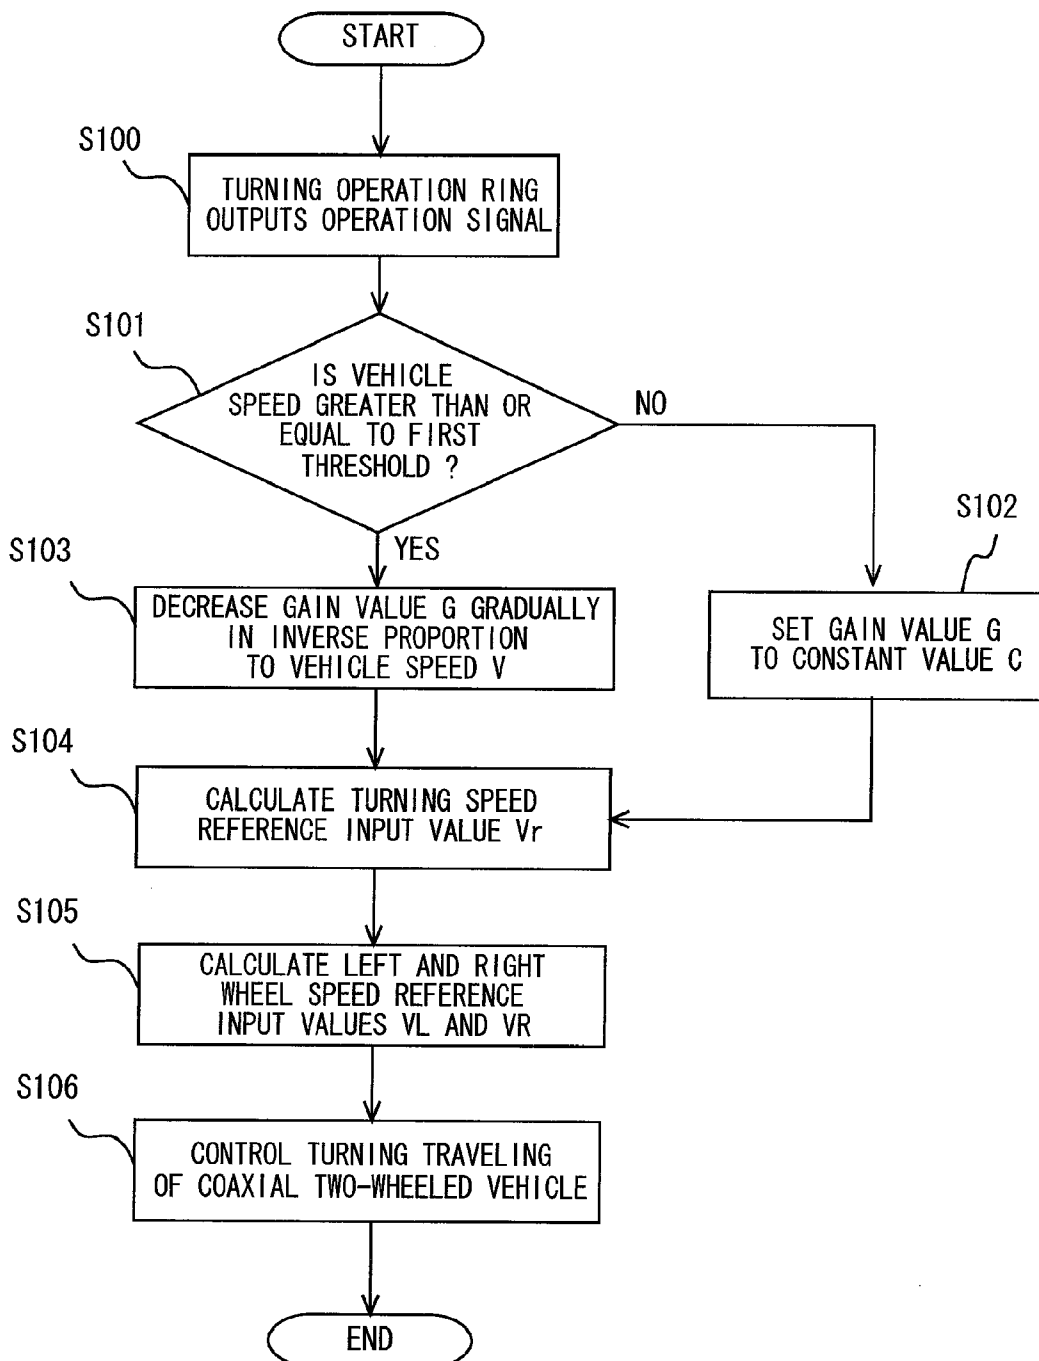 START
S100
TURNING OPERATION RING
OUTPUTS OPERATION SIGNAL
S101
IS VEHICLE
SPEED GREATER THAN OR
EQUAL TO FIRST
THRESHOLD ?
NO
YES
S102
SET GAIN VALUE G
TO CONSTANT VALUE C
S103
DECREASE GAIN VALUE G GRADUALLY
IN INVERSE PROPORTION
TO VEHICLE SPEED V
S104
CALCULATE TURNING SPEED
REFERENCE INPUT VALUE Vr
S105
CALCULATE LEFT AND RIGHT
WHEEL SPEED REFERENCE
INPUT VALUES VL AND VR
S106
CONTROL TURNING TRAVELING
OF COAXIAL TWO-WHEELED VEHICLE
END